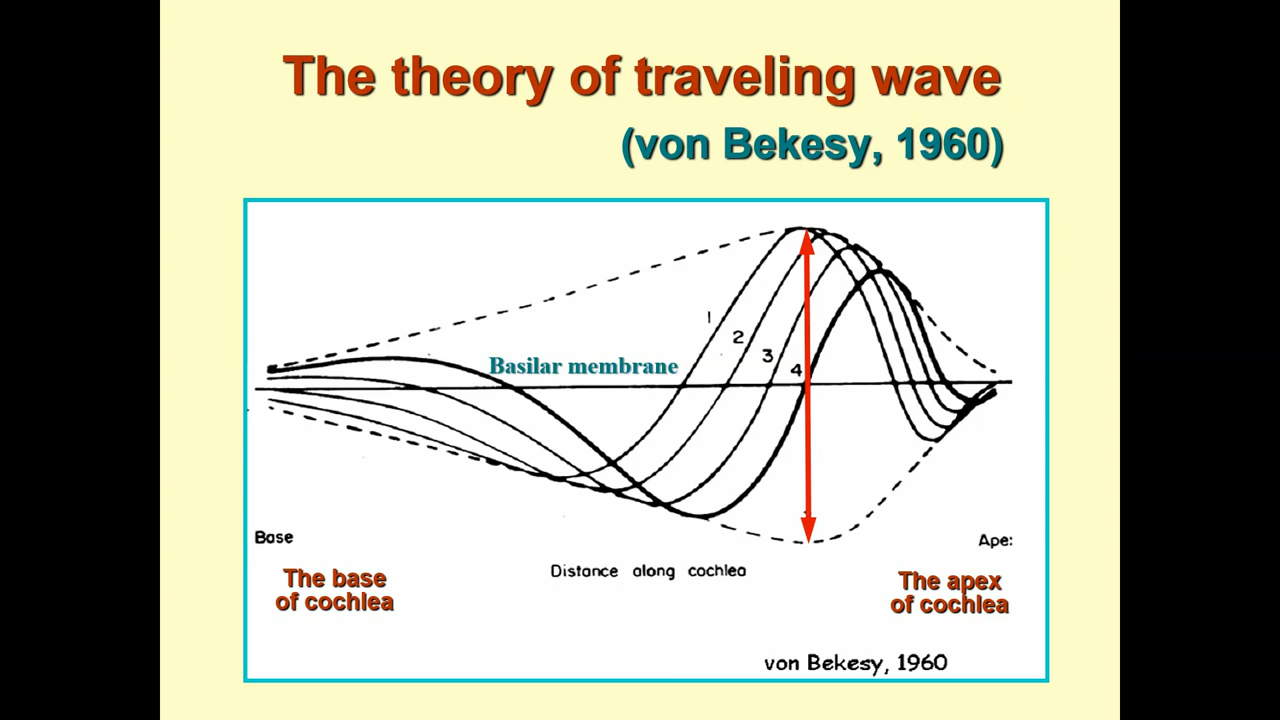 The theory of traveling wave
(von Bekesy, 1960)
1
2
3
4
Basilar membrane
Base
Ape:
Distance along cochlea
The base
of cochlea
The apex
of cochlea
von Bekesy, 1960